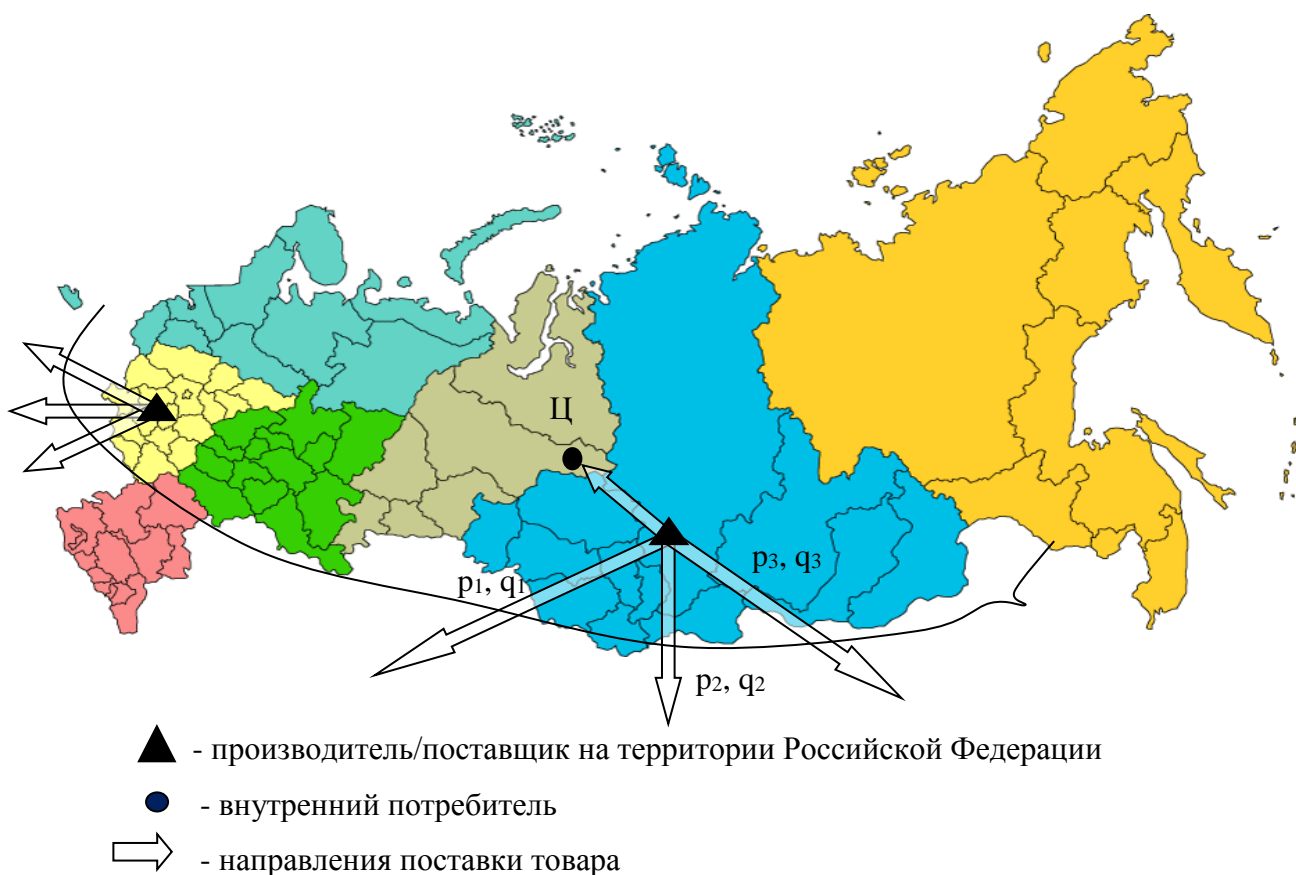 Ц
p₃, q₃
p₁, q₁
p₂, q₂
- производитель/поставщик на территории Российской Федерации
- внутренний потребитель
- направления поставки товара